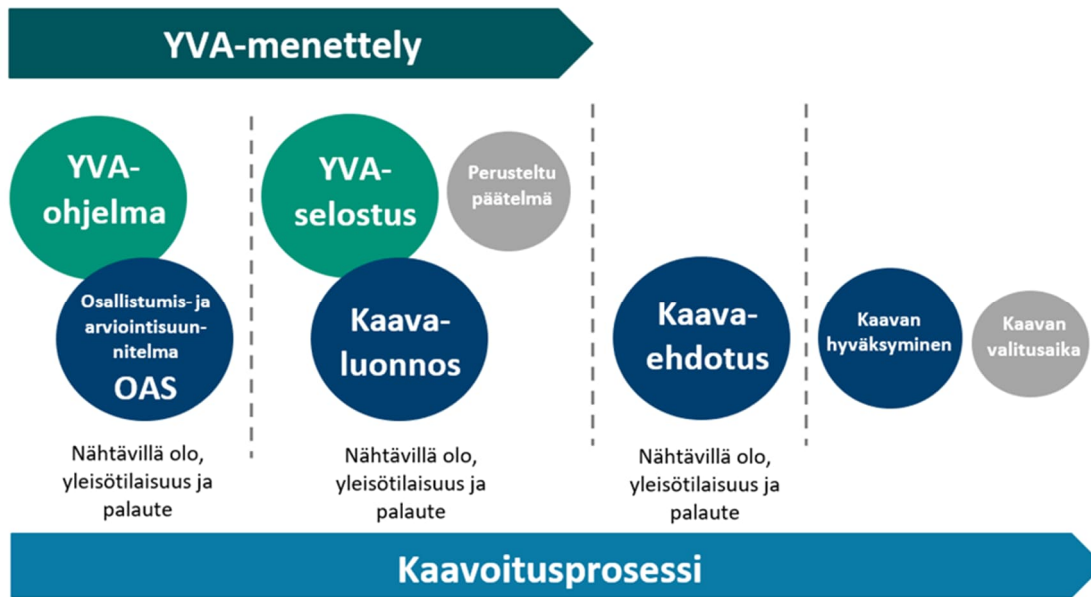 YVA-menettely
YVA-
ohjelma
YVA-
selostus
Perusteltu
päätelmä
Osallistumis- ja
arviointisuun-
nitelma
OAS
Kaava-
luonnos
Kaava-
ehdotus
Kaavan
hyväksyminen
Kaavan
valitusaika
Nähtävillä olo,
yleisötilaisuus ja
palaute
Nähtävillä olo,
yleisötilaisuus ja
palaute
Nähtävillä olo,
yleisötilaisuus ja
palaute
Kaavoitusprosessi